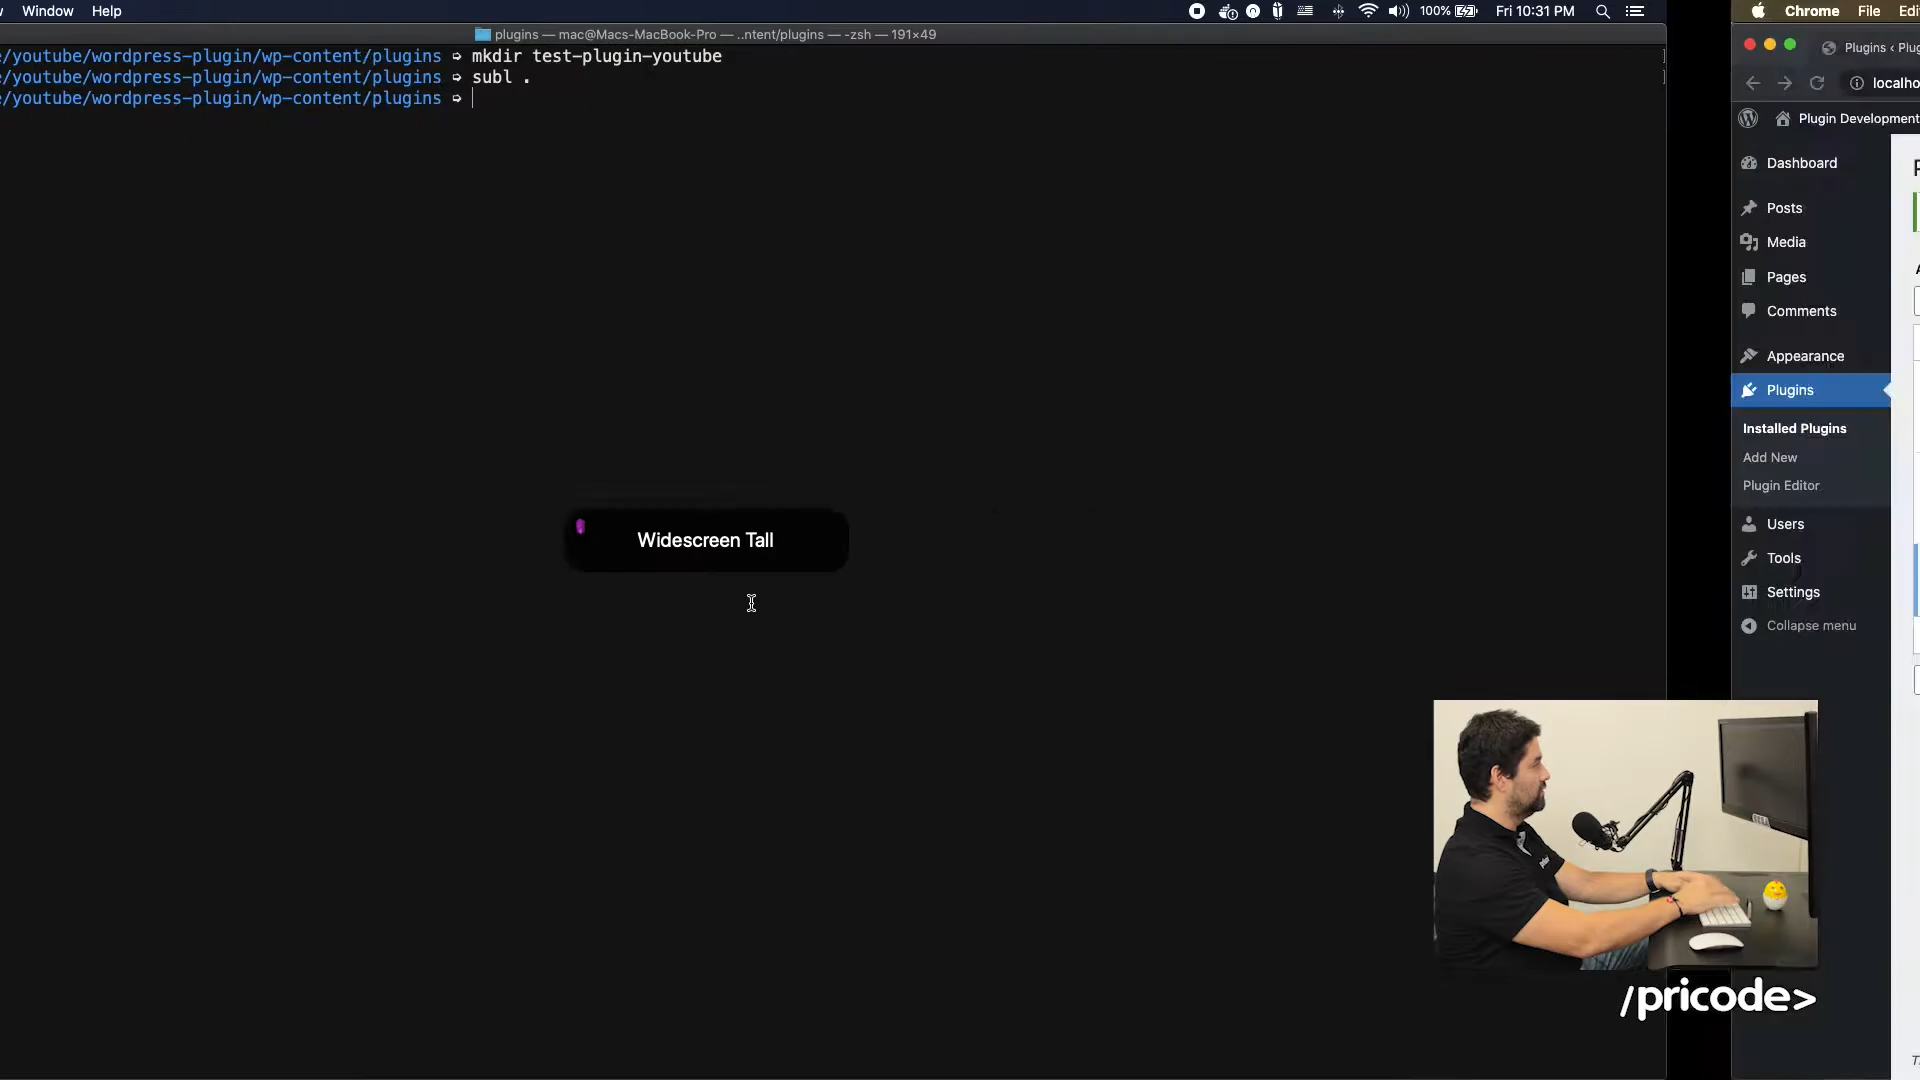 Window Help
100% Fri 10:31 PM
plugins — mac@Macs-MacBook-Pro — ..ntent/plugins — -zsh — 191×49
/youtube/wordpress-plugin/wp-content/plugins ➭ mkdir test-plugin-youtube
/youtube/wordpress-plugin/wp-content/plugins ➭ subl .
/youtube/wordpress-plugin/wp-content/plugins ➭
Widescreen Tall
Chrome File Edi
Plugins ‹ Plug
localho
Plugin Development
Dashboard
Posts
Media
Pages
Comments
Appearance
Plugins
Installed Plugins
Add New
Plugin Editor
Users
Tools
Settings
Collapse menu
/pricode>